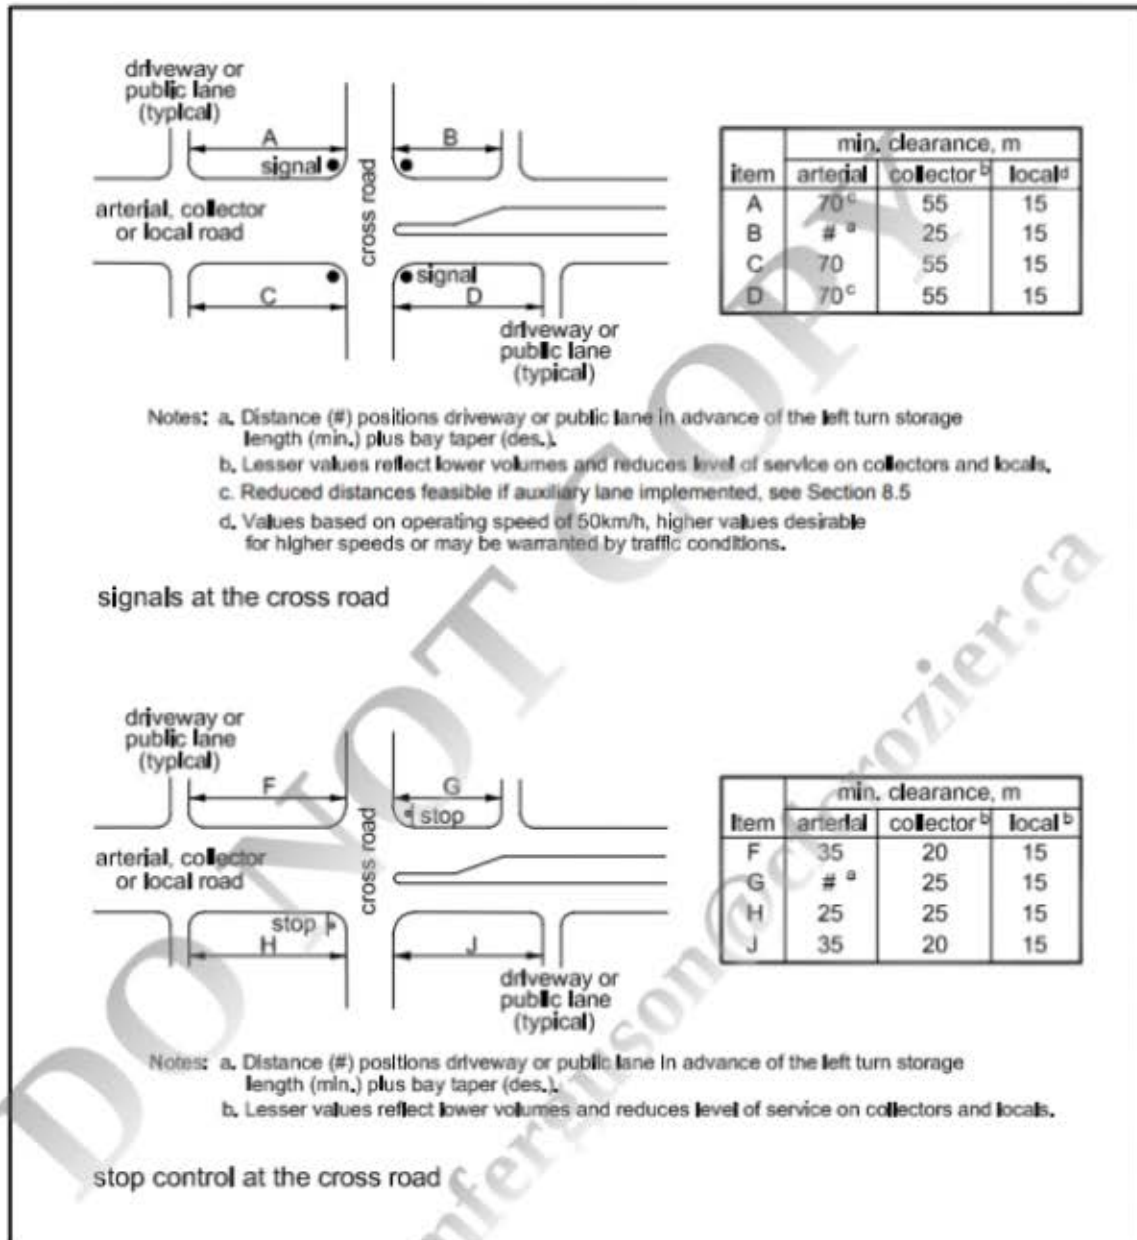 driveway or
public lane
(typical)
A
B
signal
cross road
arterial, collector
or local road
signal
C
D
driveway or
public lane
(typical)
min. clearance, m
item arterial collector b local d
A 70 c 55 15
B # a 25 15
C 70 55 15
D 70 c 55 15
Notes: a. Distance (#) positions driveway or public lane in advance of the left turn storage
length (min.) plus bay taper (des.).
b. Lesser values reflect lower volumes and reduces level of service on collectors and locals.
c. Reduced distances feasible if auxiliary lane implemented, see Section 8.5
d. Values based on operating speed of 50km/h, higher values desirable
for higher speeds or may be warranted by traffic conditions.
signals at the cross road
driveway or
public lane
(typical)
F
G
stop
cross road
arterial, collector
or local road
stop
H
J
driveway or
public lane
(typical)
min. clearance, m
Item arterial collector b local b
F 35 20 15
G # a 25 15
H 25 25 15
J 35 20 15
Notes: a. Distance (#) positions driveway or public lane in advance of the left turn storage
length (min.) plus bay taper (des.).
b. Lesser values reflect lower volumes and reduces level of service on collectors and locals.
stop control at the cross road
DO NOT COPY